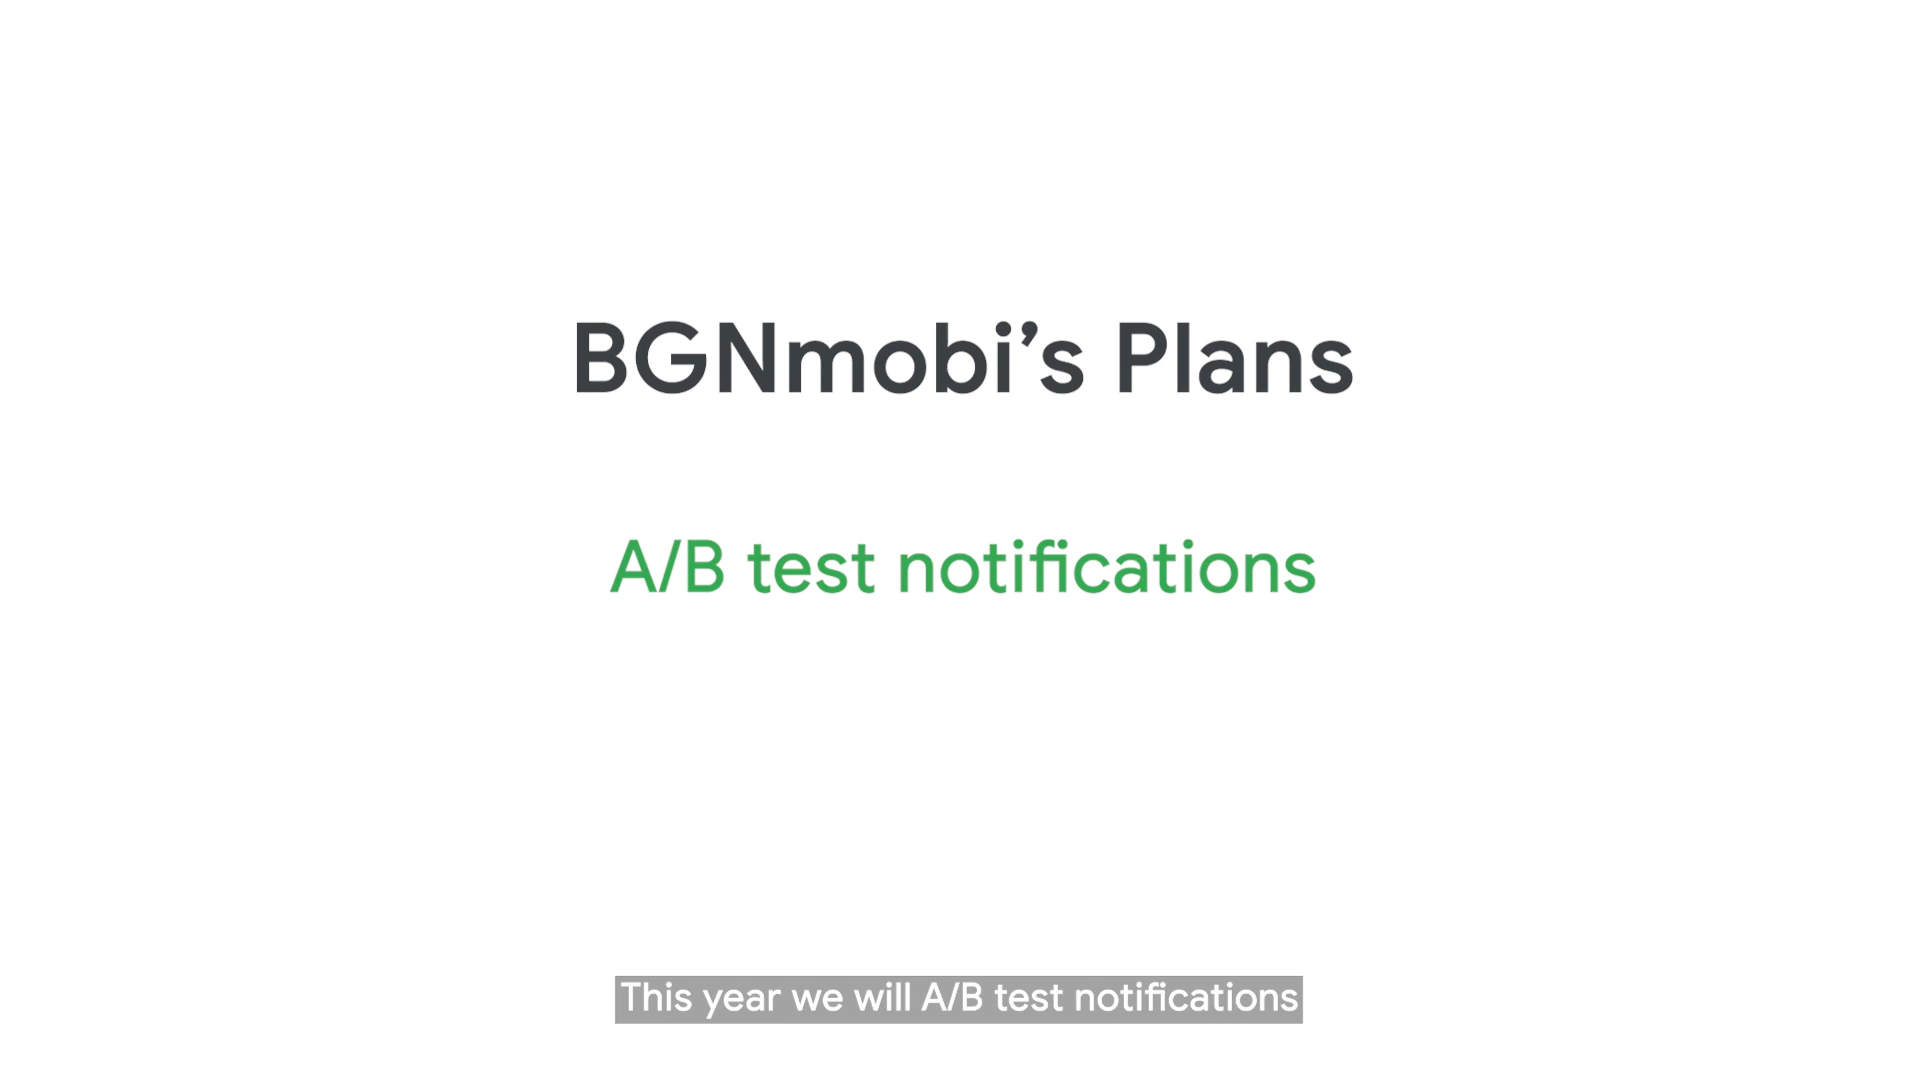 BGNmobi’s Plans
A/B test notifications
This year we will A/B test notifications